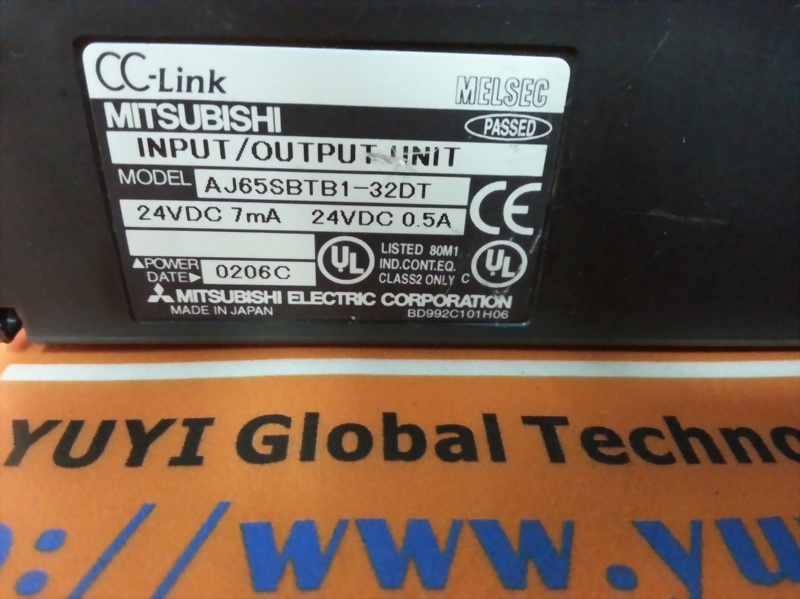 CC-Link
MELSEC
MITSUBISHI
PASSED
INPUT/OUTPUT UNIT
MODEL AJ65SBTB1-32DT
24VDC 7mA 24VDC 0.5A
CE
▲POWER
DATE▶ 0206C
UL
LISTED 80M1
IND.CONT.EQ.
CLASS2 ONLY
C UL
MITSUBISHI ELECTRIC CORPORATION
MADE IN JAPAN
BD992C101H06
YUYI Global Techno
p://www.yu